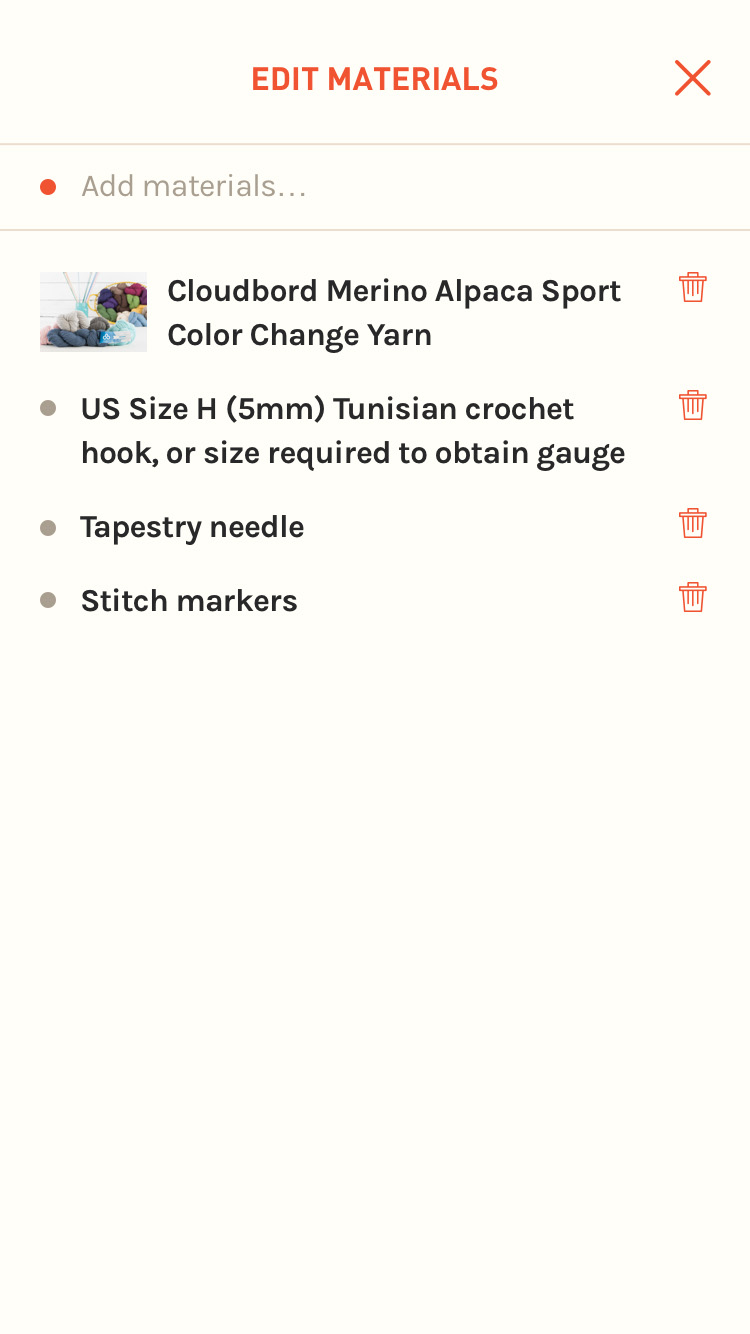 EDIT MATERIALS
Add materials...
Cloudbord Merino Alpaca Sport
Color Change Yarn
US Size H (5mm) Tunisian crochet
hook, or size required to obtain gauge
Tapestry needle
Stitch markers